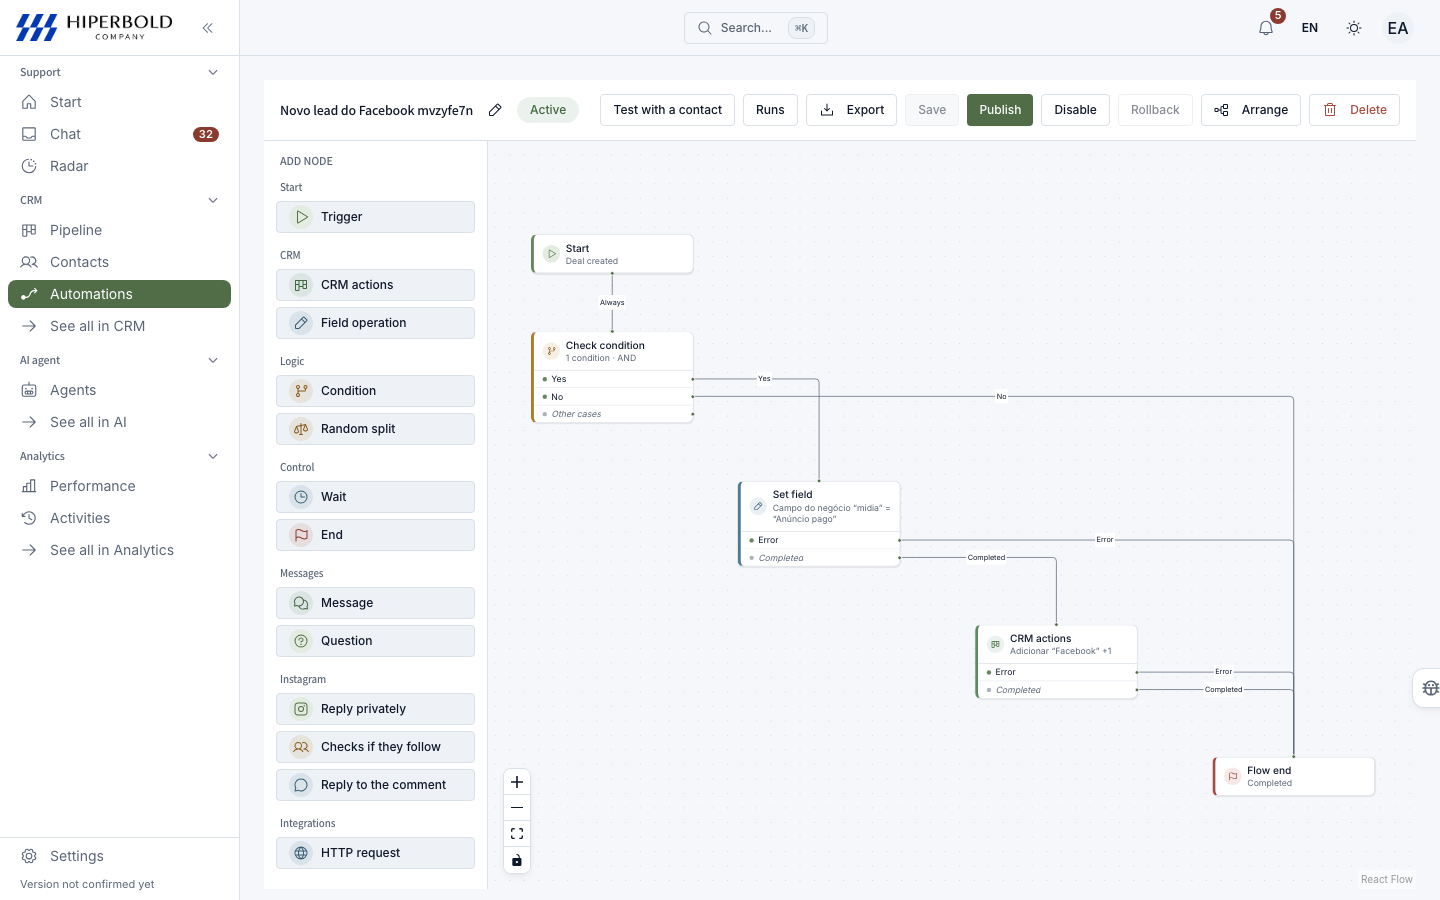 HIPERBOLD
COMPANY
Search...
⌘K
5
EN
EA
Support
Start
Chat
32
Radar
CRM
Pipeline
Contacts
Automations
See all in CRM
AI agent
Agents
See all in AI
Analytics
Performance
Activities
See all in Analytics
Settings
Version not confirmed yet
Novo lead do Facebook mvzyfe7n
Active
Test with a contact
Runs
Export
Save
Publish
Disable
Rollback
Arrange
Delete
ADD NODE
Start
Trigger
CRM
CRM actions
Field operation
Logic
Condition
Random split
Control
Wait
End
Messages
Message
Question
Instagram
Reply privately
Checks if they follow
Reply to the comment
Integrations
HTTP request
Start
Deal created
Always
Check condition
1 condition · AND
Yes
No
Other cases
Yes
No
Set field
Campo do negócio “midia” =
“Anúncio pago”
Error
Completed
Error
Completed
CRM actions
Adicionar “Facebook” +1
Error
Completed
Error
Completed
Flow end
Completed
React Flow